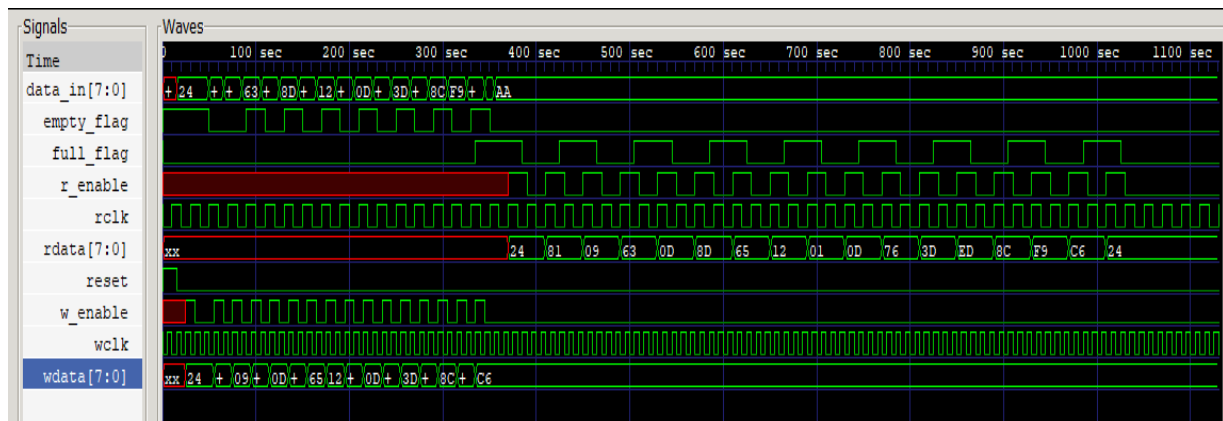 Signals Waves
Time 0 100 sec 200 sec 300 sec 400 sec 500 sec 600 sec 700 sec 800 sec 900 sec 1000 sec 1100 sec
data_in[7:0] + 24 + + 63 + 8D + 12 + 0D + 3D + 8C F9 + AA
empty_flag
full_flag
r_enable
rclk
rdata[7:0] xx 24 81 09 63 0D 8D 65 12 01 0D 76 3D ED 8C F9 C6 24
reset
w_enable
wclk
wdata[7:0] xx 24 + 09 + 0D + 65 12 + 0D + 3D + 8C + C6